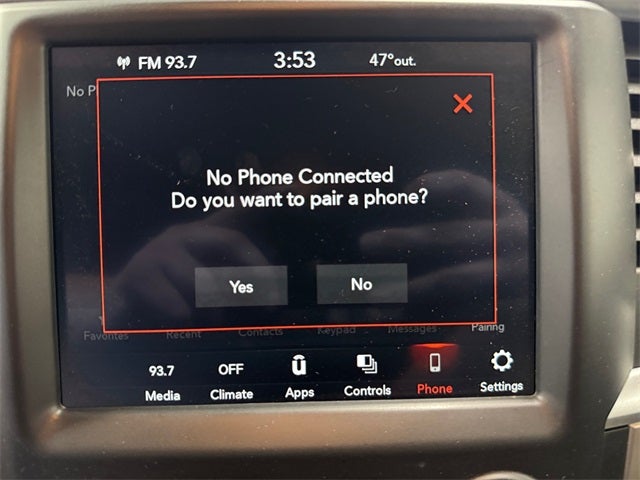 FM 93.7 3:53 47°out.
No P
No Phone Connected
Do you want to pair a phone?
Yes No
Favorites Recent Contacts Keypad Messages Pairing
93.7 OFF
Media Climate Apps Controls Phone Settings